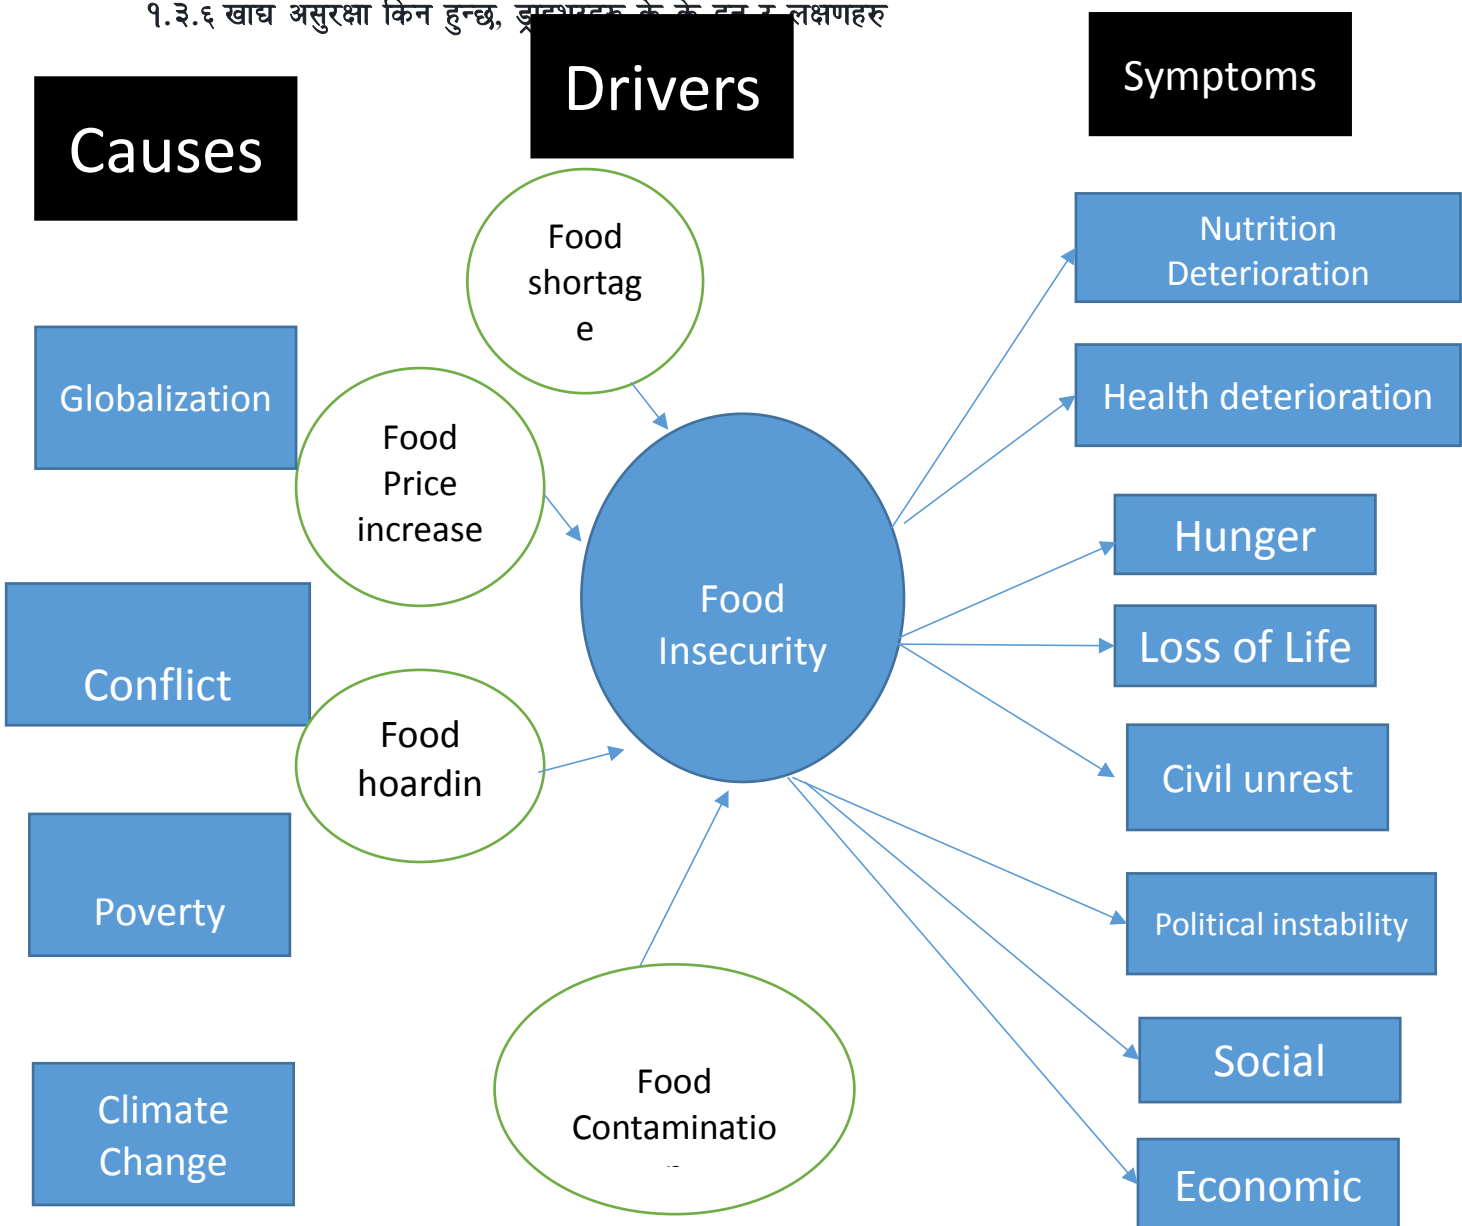 १.३.६ खाद्य असुरक्षा किन हुन्छ, लक्षणहरु
Drivers
Symptoms
Causes
Food
shortag
e
Nutrition
Deterioration
Globalization
Food
Price
increase
Health deterioration
Hunger
Food
Insecurity
Loss of Life
Conflict
Food
hoardin
Civil unrest
Poverty
Political instability
Social
Food
Contaminatio
Climate
Change
Economic